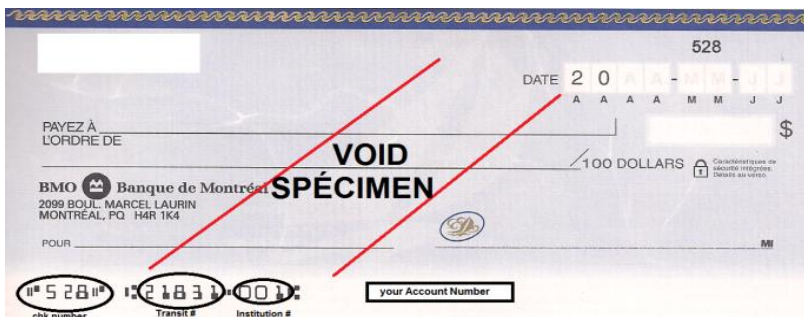 528
DATE 2 0 A A - M M - J J
A A A A M M J J
PAYEZ À
L'ORDRE DE
$
/100 DOLLARS
Caractéristiques de
sécurité intégrées.
Détails au verso.
VOID
SPÉCIMEN
BMO Banque de Montréal
2099 BOUL. MARCEL LAURIN
MONTRÉAL, PQ H4R 1K4
POUR
MI
⑈528⑈ ⑆21831⑉001⑆
chk number Transit # Institution #
your Account Number